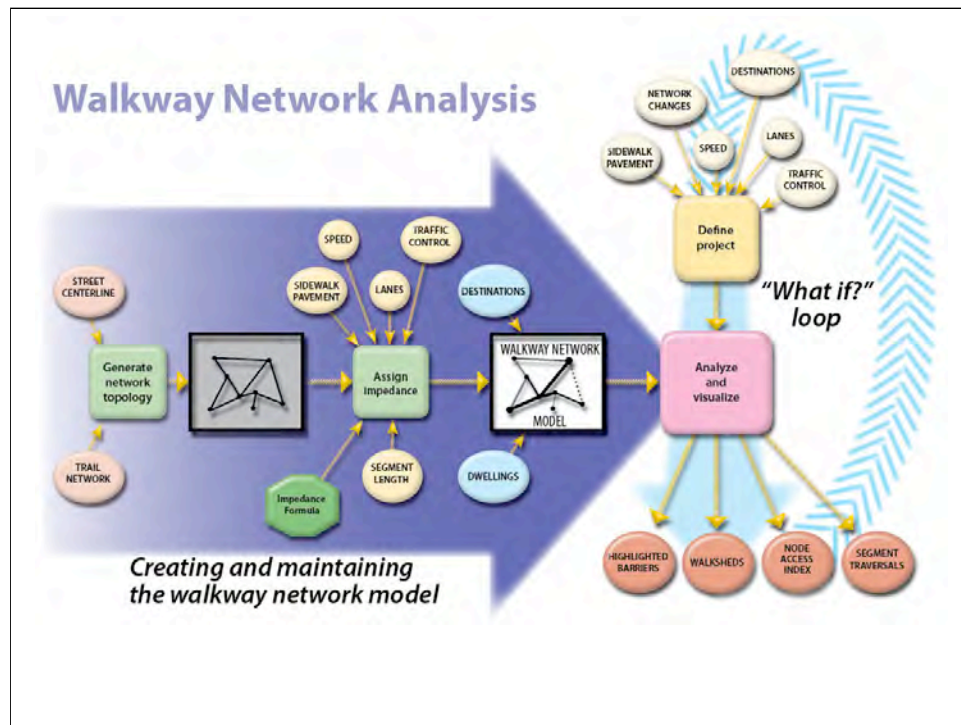 Walkway Network Analysis
DESTINATIONS
NETWORK
CHANGES
SPEED
LANES
SIDEWALK
PAVEMENT
TRAFFIC
CONTROL
Define
project
"What if?"
loop
SPEED
TRAFFIC
CONTROL
SIDEWALK
PAVEMENT
LANES
DESTINATIONS
STREET
CENTERLINE
Generate
network
topology
Assign
impedance
WALKWAY NETWORK
MODEL
Analyze
and
visualize
TRAIL
NETWORK
Impedance
Formula
SEGMENT
LENGTH
DWELLINGS
HIGHLIGHTED
BARRIERS
WALKSHEDS
NODE
ACCESS
INDEX
SEGMENT
TRAVERSALS
Creating and maintaining
the walkway network model